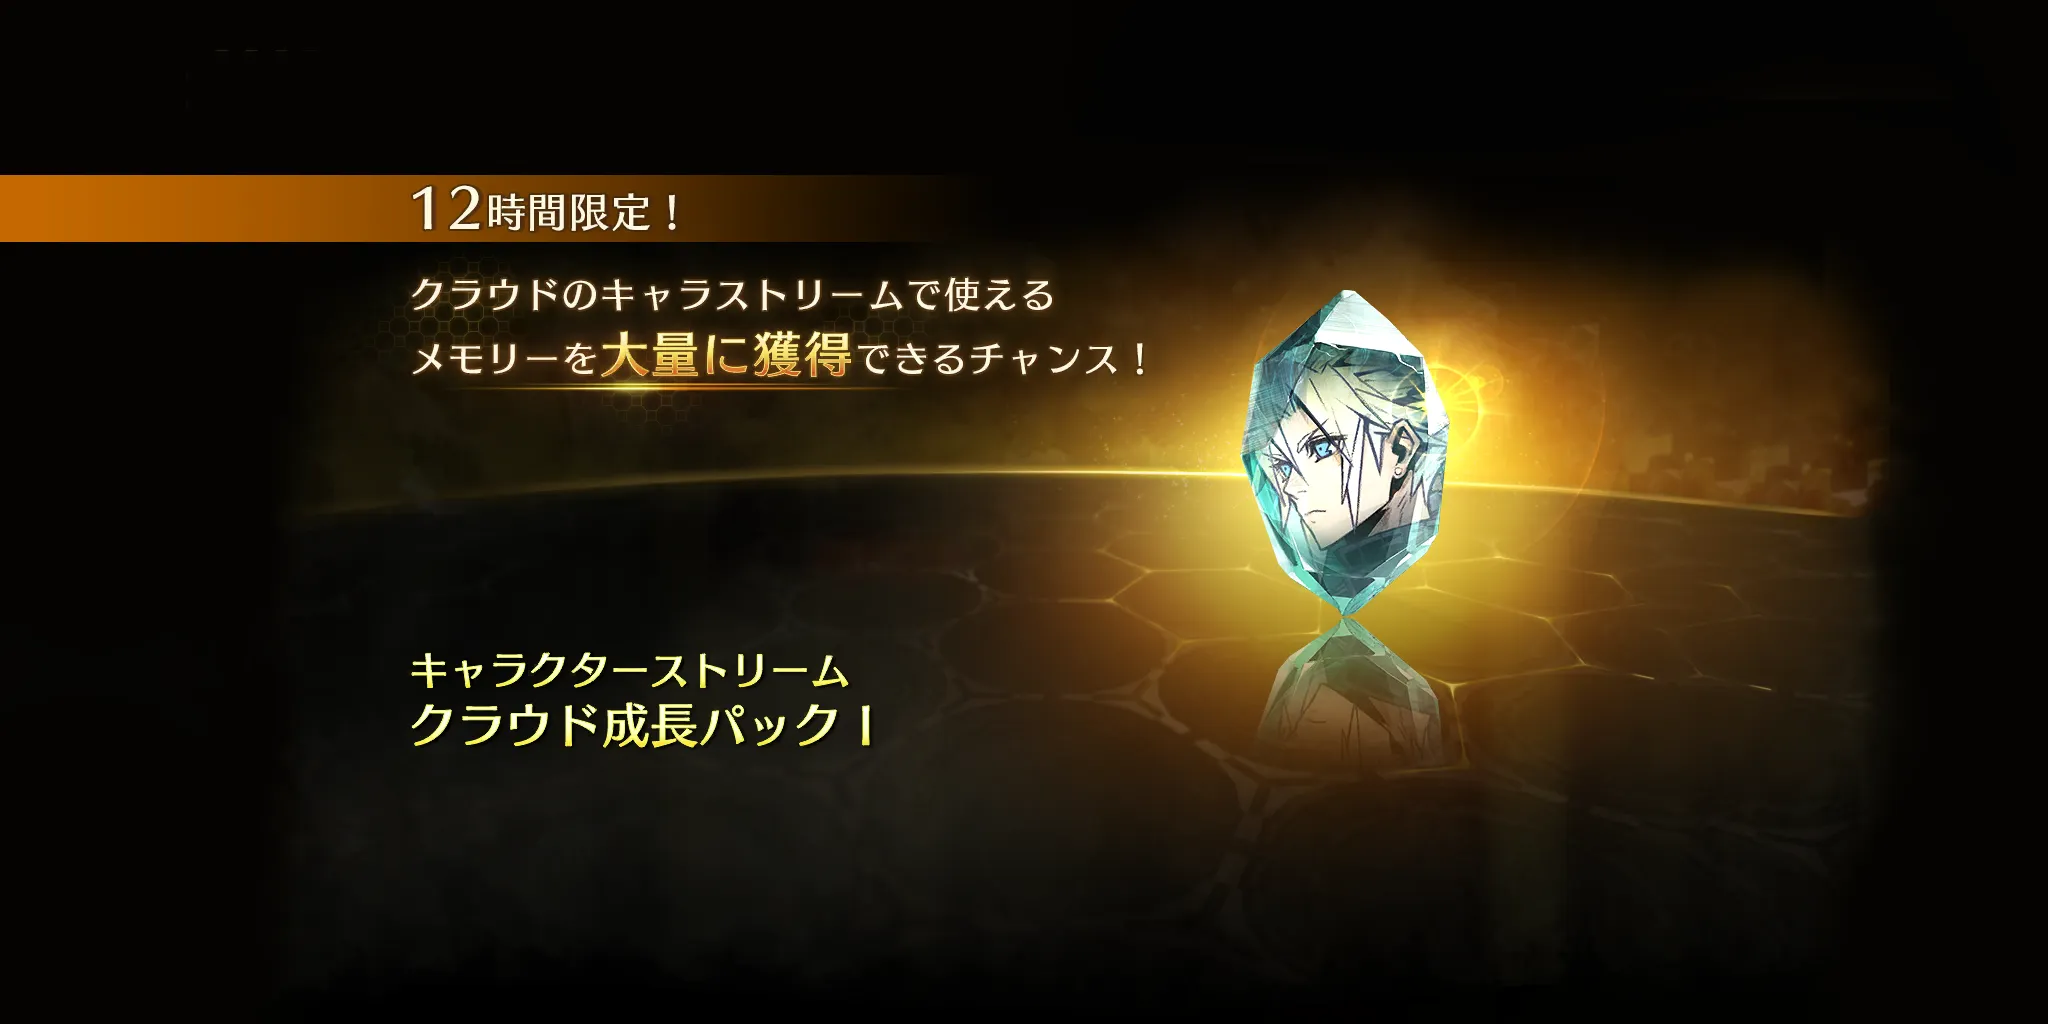 12時間限定！
クラウドのキャラストリームで使える
メモリーを大量に獲得できるチャンス！
キャラクターストリーム
クラウド成長パックⅠ